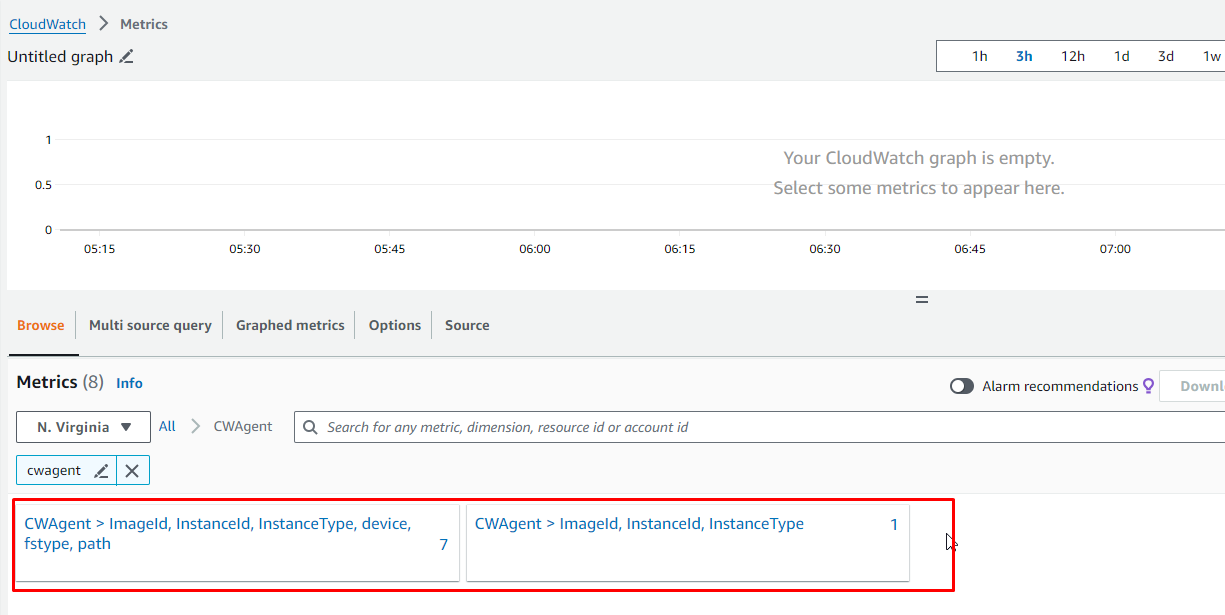 CloudWatch > Metrics
Untitled graph
1h 3h 12h 1d 3d 1w
1
0.5
0
Your CloudWatch graph is empty.
Select some metrics to appear here.
05:15 05:30 05:45 06:00 06:15 06:30 06:45 07:00
Browse Multi source query Graphed metrics Options Source
Metrics (8) Info
Alarm recommendations
Downl
N. Virginia All > CWAgent Search for any metric, dimension, resource id or account id
cwagent
CWAgent > ImageId, InstanceId, InstanceType, device,
fstype, path 7
CWAgent > ImageId, InstanceId, InstanceType 1